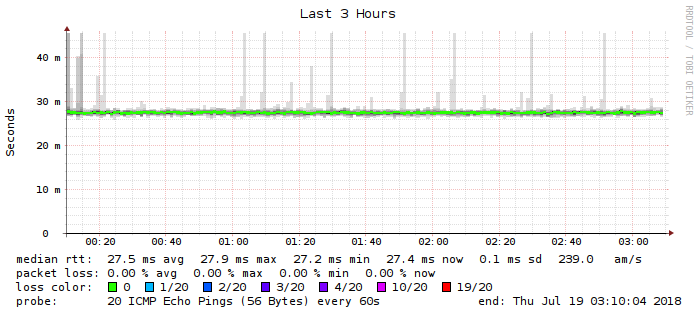 Last 3 Hours
RRDTOOL / TOBI OETIKER
Seconds
40 m
30 m
20 m
10 m
0
00:20 00:40 01:00 01:20 01:40 02:00 02:20 02:40 03:00
median rtt: 27.5 ms avg 27.9 ms max 27.2 ms min 27.4 ms now 0.1 ms sd 239.0 am/s
packet loss: 0.00 % avg 0.00 % max 0.00 % min 0.00 % now
loss color: 0 1/20 2/20 3/20 4/20 10/20 19/20
probe: 20 ICMP Echo Pings (56 Bytes) every 60s end: Thu Jul 19 03:10:04 2018